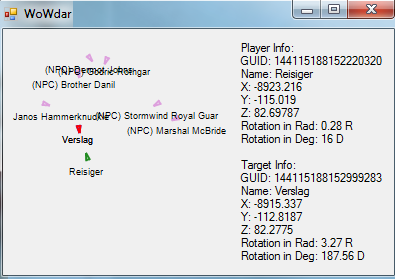 WoWdar
(NPC) Dermot Johns
(NPC) Godric Rothgar
(NPC) Brother Danil
Janos Hammerknuckle
(NPC) Stormwind Royal Guar
(NPC) Marshal McBride
Verslag
Reisiger
Player Info:
GUID: 144115188152220320
Name: Reisiger
X: -8923.216
Y: -115.019
Z: 82.69787
Rotation in Rad: 0.28 R
Rotation in Deg: 16 D
Target Info:
GUID: 144115188152999283
Name: Verslag
X: -8915.337
Y: -112.8187
Z: 82.2775
Rotation in Rad: 3.27 R
Rotation in Deg: 187.56 D